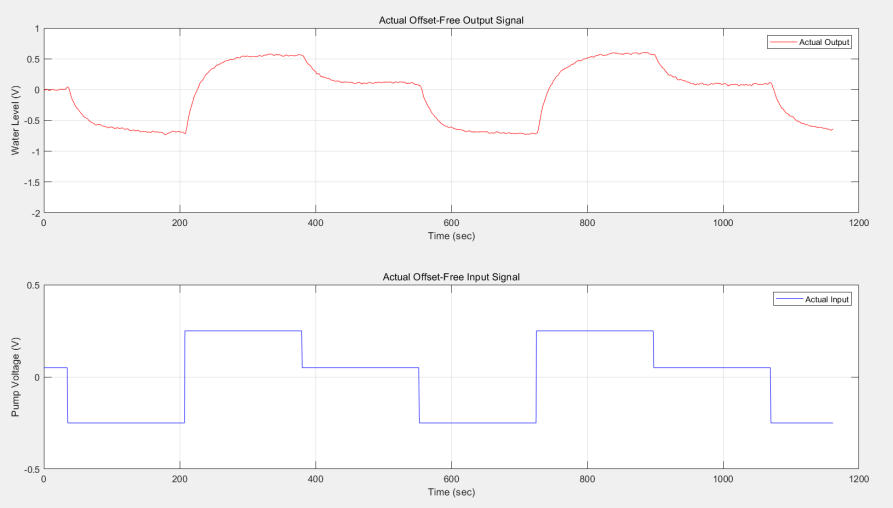 Actual Offset-Free Output Signal
1
0.5
0
-0.5
-1
-1.5
-2
Water Level (V)
Actual Output
0 200 400 600 800 1000 1200
Time (sec)
Actual Offset-Free Input Signal
0.5
0
-0.5
Pump Voltage (V)
Actual Input
0 200 400 600 800 1000 1200
Time (sec)